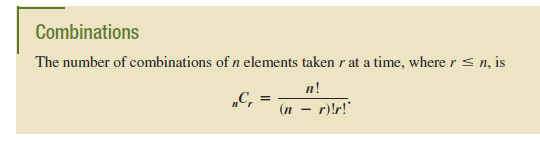 Combinations
The number of combinations of n elements taken r at a time, where r ≤ n, is
nCr = n! / (n − r)!r!.